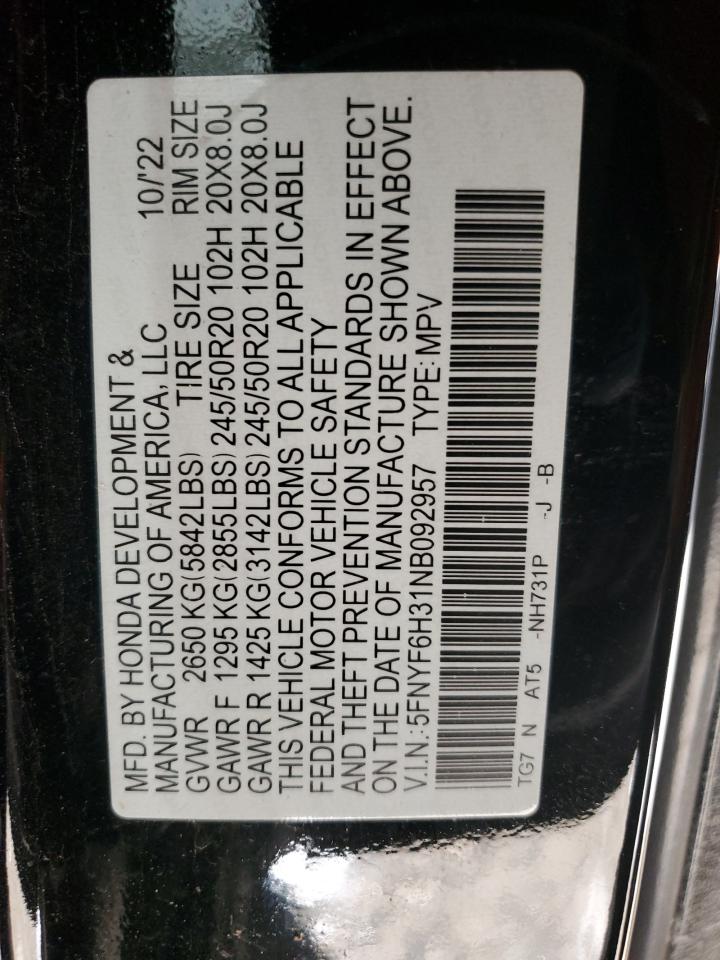 MFD. BY HONDA DEVELOPMENT &
MANUFACTURING OF AMERICA, LLC 10/'22
GVWR 2650 KG(5842LBS) TIRE SIZE RIM SIZE
GAWR F 1295 KG(2855LBS) 245/50R20 102H 20X8.0J
GAWR R 1425 KG(3142LBS) 245/50R20 102H 20X8.0J
THIS VEHICLE CONFORMS TO ALL APPLICABLE
FEDERAL MOTOR VEHICLE SAFETY
AND THEFT PREVENTION STANDARDS IN EFFECT
ON THE DATE OF MANUFACTURE SHOWN ABOVE.
V.I.N.:5FNYF6H31NB092957 TYPE:MPV
TG7 N AT5 -NH731P -J -B